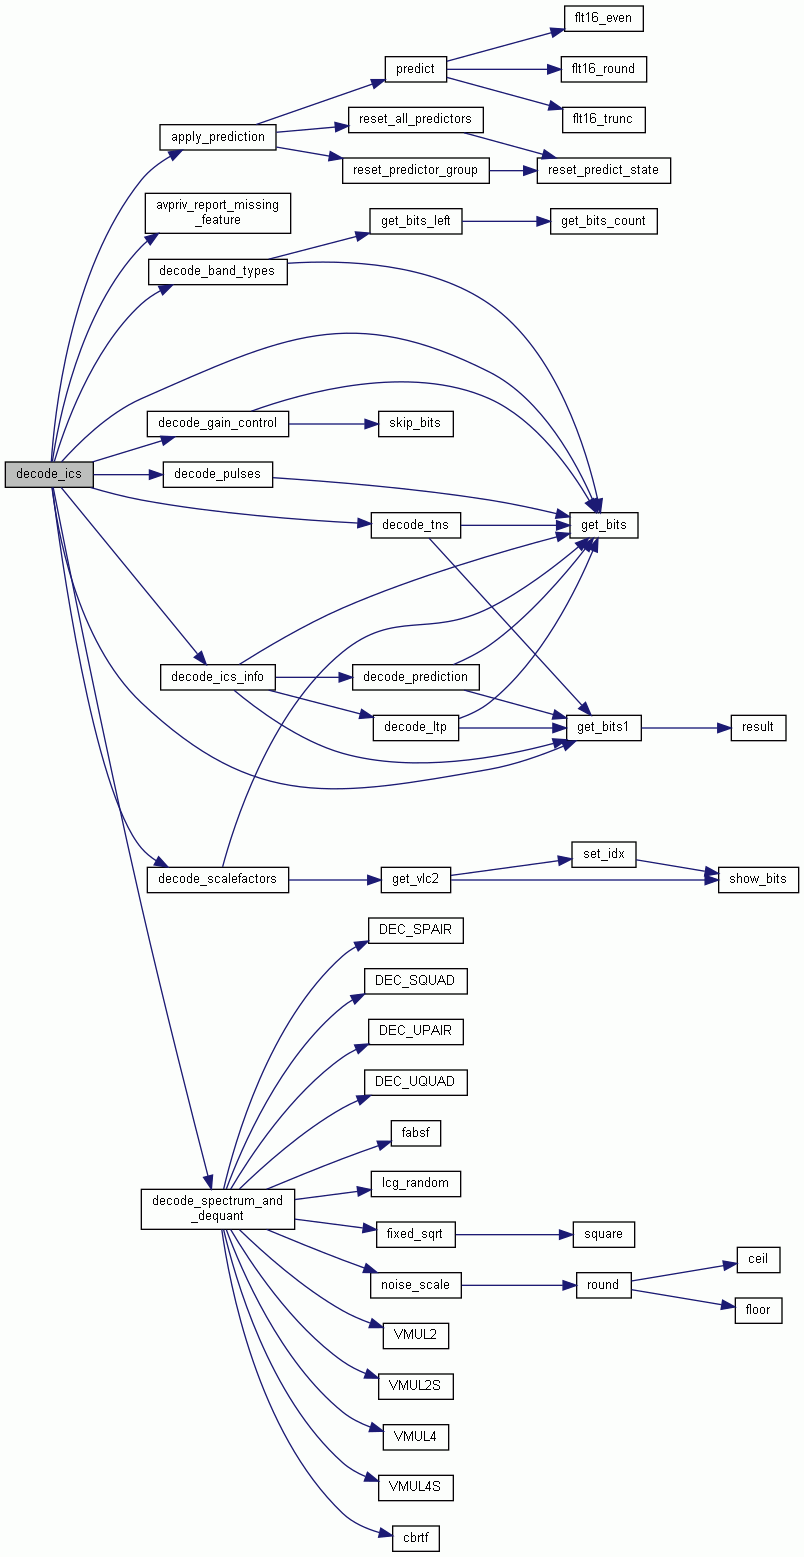 flt16_even
predict
flt16_round
flt16_trunc
reset_all_predictors
apply_prediction
reset_predictor_group
reset_predict_state
avpriv_report_missing
_feature
get_bits_left
get_bits_count
decode_band_types
decode_gain_control
skip_bits
decode_ics
decode_pulses
decode_tns
get_bits
decode_ics_info
decode_prediction
decode_ltp
get_bits1
result
set_idx
decode_scalefactors
get_vlc2
show_bits
DEC_SPAIR
DEC_SQUAD
DEC_UPAIR
DEC_UQUAD
fabsf
lcg_random
decode_spectrum_and
_dequant
fixed_sqrt
square
noise_scale
round
ceil
floor
VMUL2
VMUL2S
VMUL4
VMUL4S
cbrtf